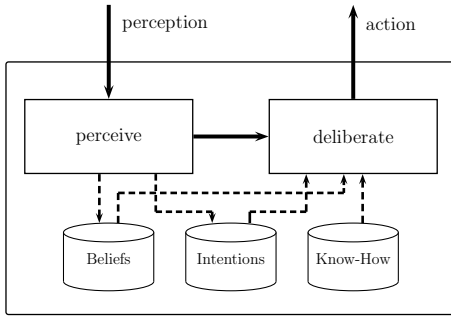 perception
action
perceive
deliberate
Beliefs
Intentions
Know-How